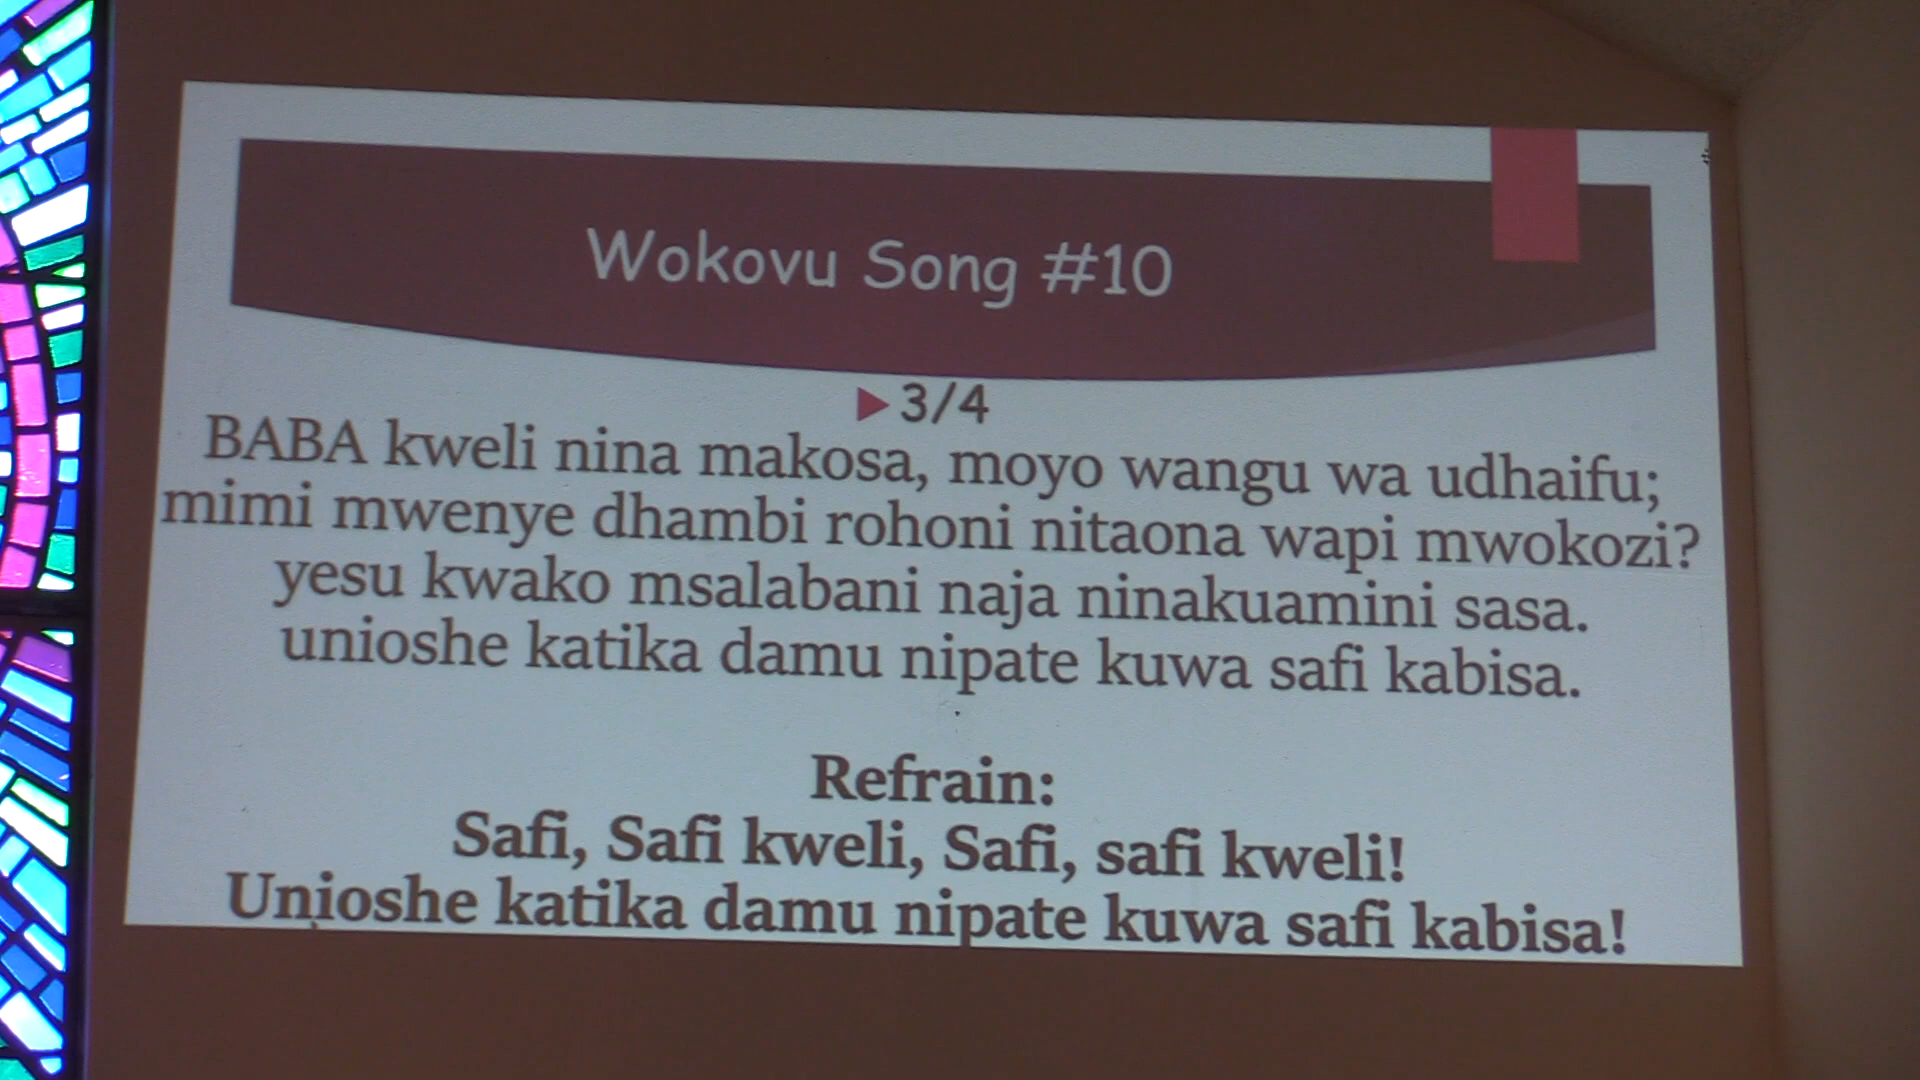 Wokovu Song #10
3/4
BABA kweli nina makosa, moyo wangu wa udhaifu;
mimi mwenye dhambi rohoni nitaona wapi mwokozi?
yesu kwako msalabani naja ninakuamini sasa.
unioshe katika damu nipate kuwa safi kabisa.
Refrain:
Safi, Safi kweli, Safi, safi kweli!
Unioshe katika damu nipate kuwa safi kabisa!